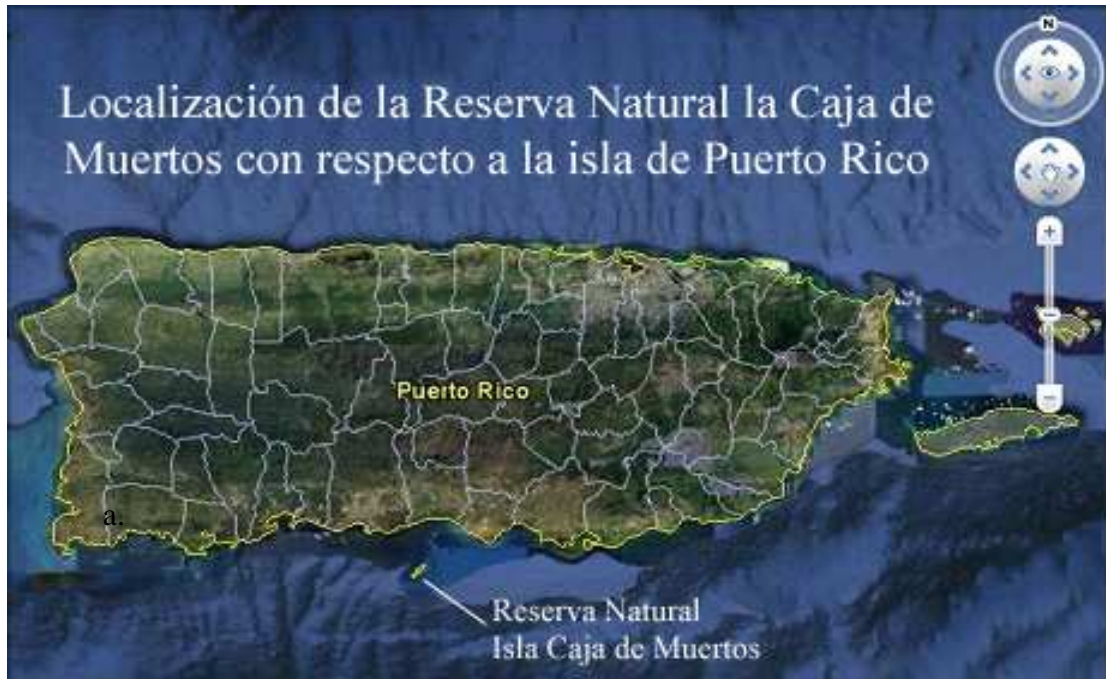 N
Localización de la Reserva Natural la Caja de
Muertos con respecto a la isla de Puerto Rico
Puerto Rico
a.
Reserva Natural
Isla Caja de Muertos